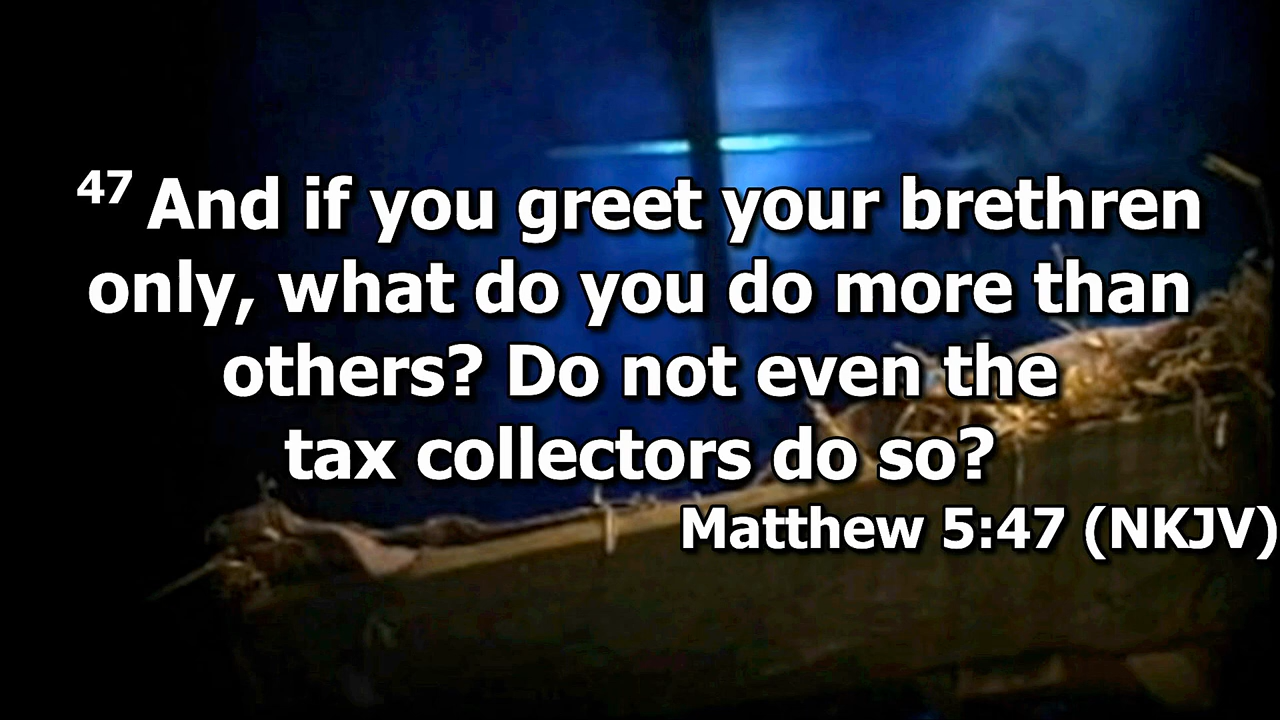 47 And if you greet your brethren
only, what do you do more than
others? Do not even the
tax collectors do so?
Matthew 5:47 (NKJV)